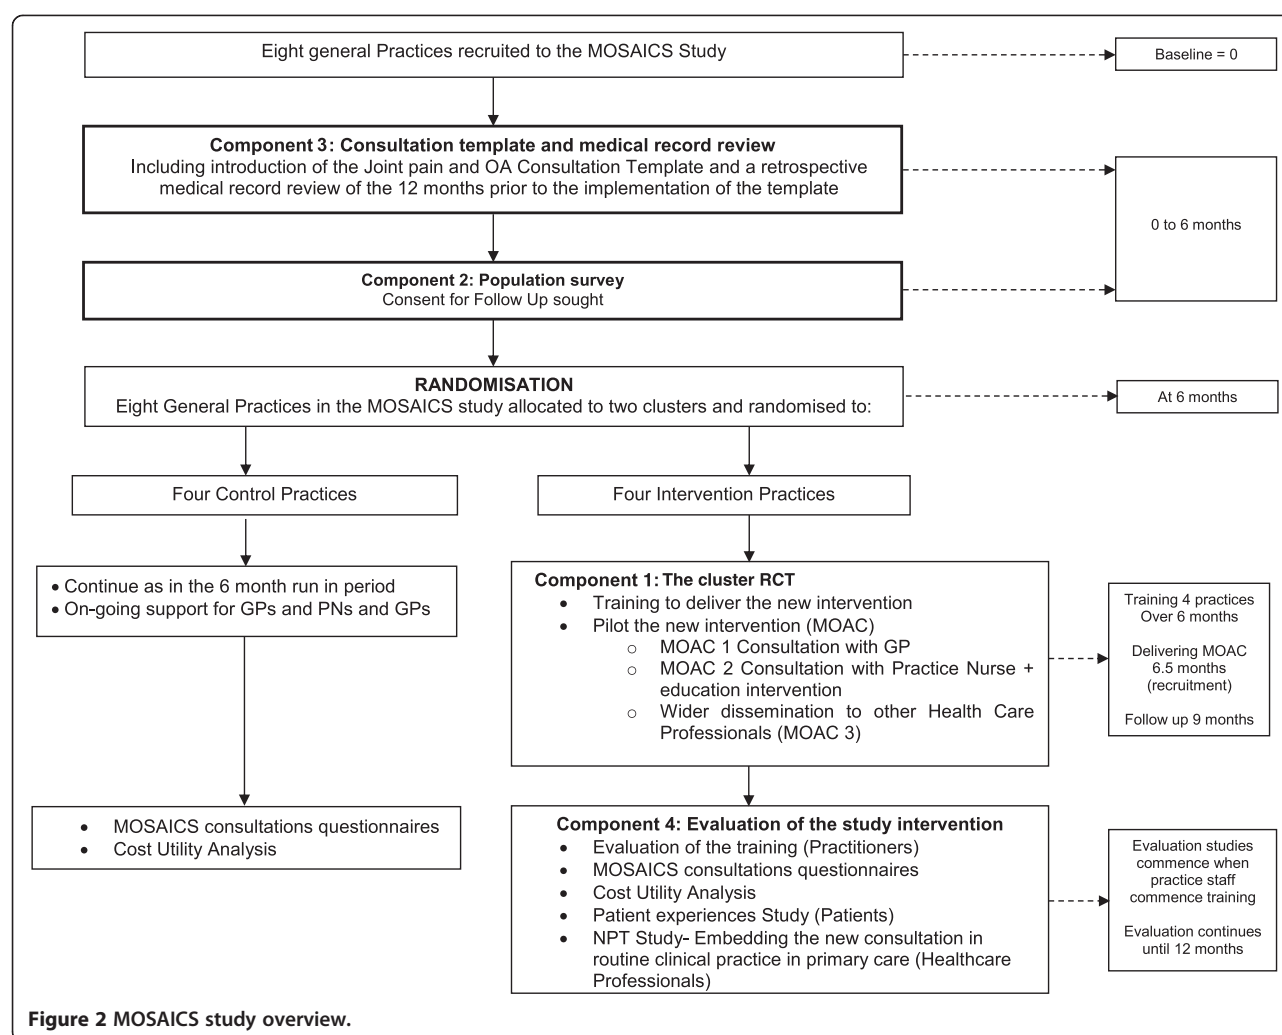 Eight general Practices recruited to the MOSAICS Study
Baseline = 0
Component 3: Consultation template and medical record review
Including introduction of the Joint pain and OA Consultation Template and a retrospective
medical record review of the 12 months prior to the implementation of the template
0 to 6 months
Component 2: Population survey
Consent for Follow Up sought
RANDOMISATION
Eight General Practices in the MOSAICS study allocated to two clusters and randomised to:
At 6 months
Four Control Practices
Four Intervention Practices
• Continue as in the 6 month run in period
• On-going support for GPs and PNs and GPs
Component 1: The cluster RCT
• Training to deliver the new intervention
• Pilot the new intervention (MOAC)
o MOAC 1 Consultation with GP
o MOAC 2 Consultation with Practice Nurse +
education intervention
o Wider dissemination to other Health Care
Professionals (MOAC 3)
Training 4 practices
Over 6 months
Delivering MOAC
6.5 months
(recruitment)
Follow up 9 months
• MOSAICS consultations questionnaires
• Cost Utility Analysis
Component 4: Evaluation of the study intervention
• Evaluation of the training (Practitioners)
• MOSAICS consultations questionnaires
• Cost Utility Analysis
• Patient experiences Study (Patients)
• NPT Study- Embedding the new consultation in
routine clinical practice in primary care (Healthcare
Professionals)
Evaluation studies
commence when
practice staff
commence training
Evaluation continues
until 12 months
Figure 2 MOSAICS study overview.